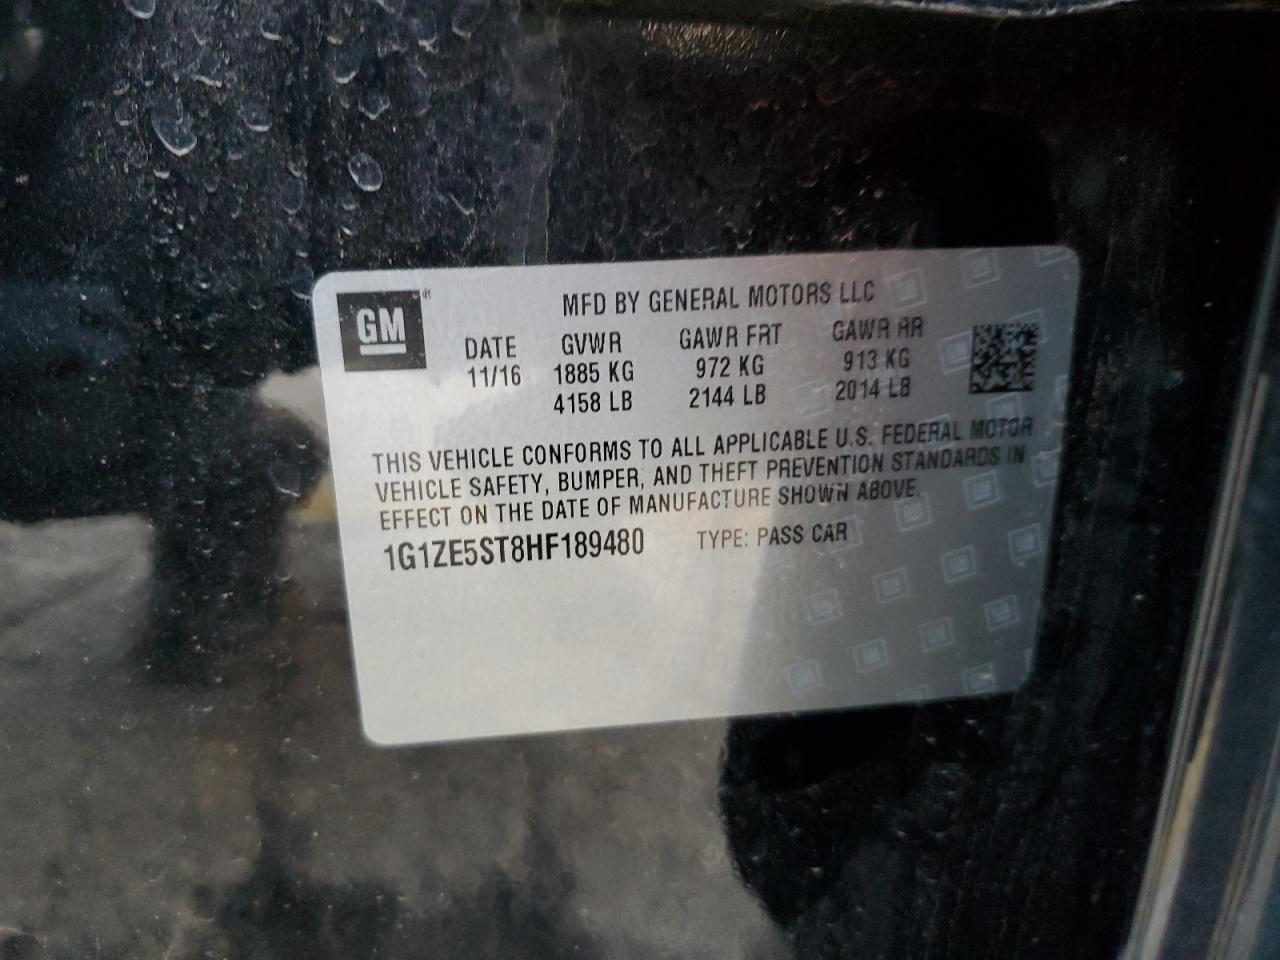 GM®
MFD BY GENERAL MOTORS LLC
DATE GVWR GAWR FRT GAWR RR
11/16 1885 KG 972 KG 913 KG
4158 LB 2144 LB 2014 LB
THIS VEHICLE CONFORMS TO ALL APPLICABLE U.S. FEDERAL MOTOR
VEHICLE SAFETY, BUMPER, AND THEFT PREVENTION STANDARDS IN
EFFECT ON THE DATE OF MANUFACTURE SHOWN ABOVE.
1G1ZE5ST8HF189480 TYPE: PASS CAR